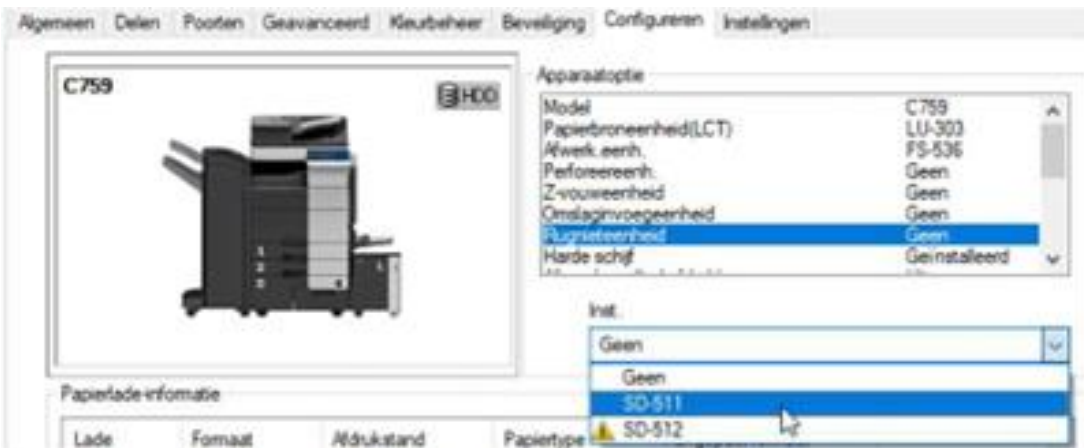 Algemeen Delen Poorten Geavanceerd Kleurbeheer Beveiliging Configureren Instellingen
C759
HDD
Apparaatoptie
Model C759
Papierbroneenheid(LCT) LU-303
Afwerk.eenh. FS-536
Perforeereenh. Geen
Z-vouweenheid Geen
Omslaginvoegeenheid Geen
Rugnieteenheid Geen
Harde schijf Geïnstalleerd
Inst.
Geen
Geen
SD-511
SD-512
Papierlade-informatie
Lade Formaat Afdrukstand Papiertype